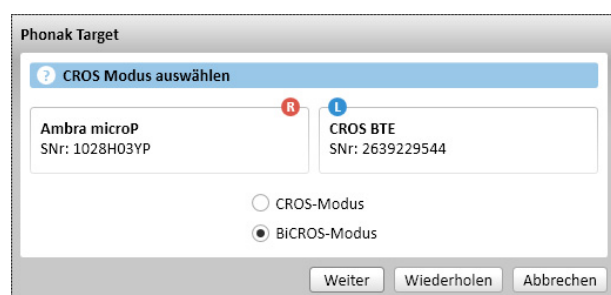 Phonak Target
? CROS Modus auswählen
R L
Ambra microP CROS BTE
SNr: 1028H03YP SNr: 2639229544
CROS-Modus
BiCROS-Modus
Weiter Wiederholen Abbrechen